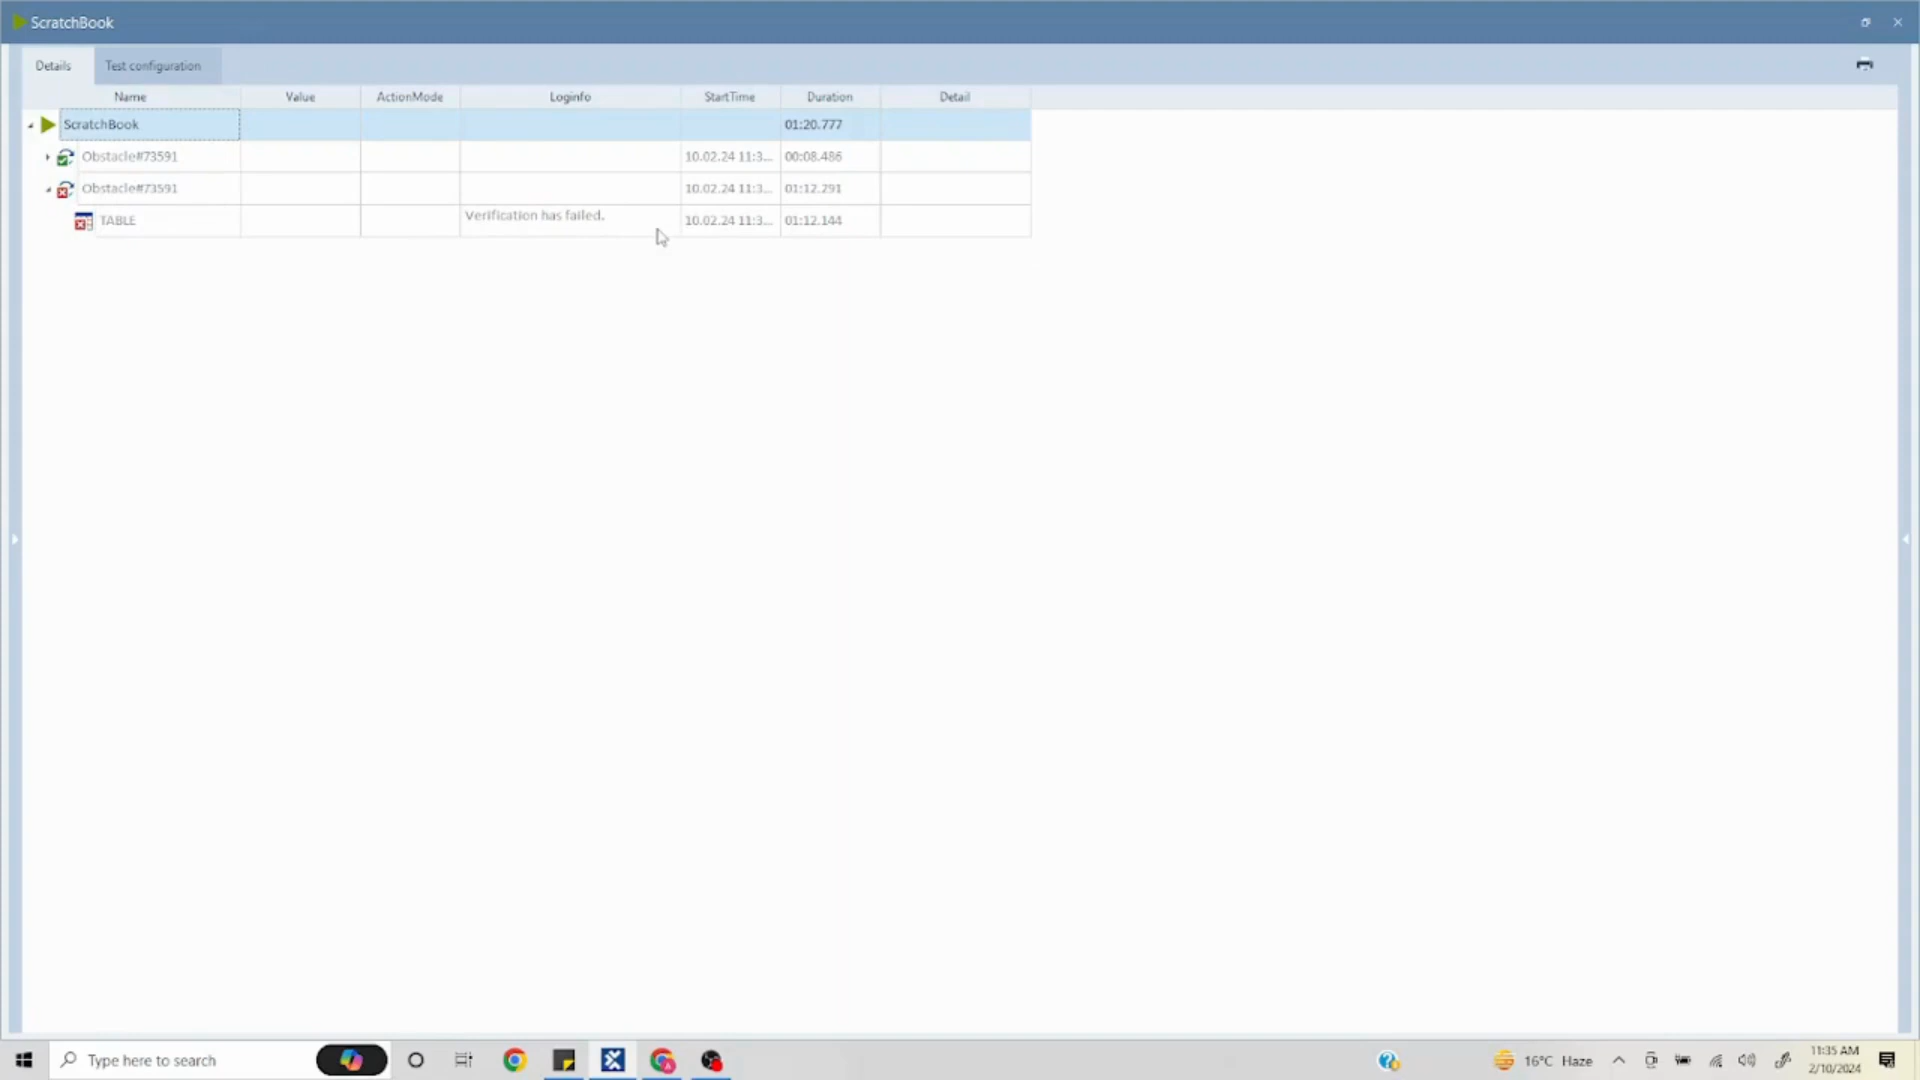 ScratchBook
Details Test configuration
Name Value ActionMode Loginfo StartTime Duration Detail
ScratchBook 01:20.777
Obstacle#73591 10.02.24 11:3... 00:08.486
Obstacle#73591 10.02.24 11:3... 01:12.291
TABLE Verification has failed. 10.02.24 11:3... 01:12.144
Type here to search 16°C Haze 11:35 AM
2/10/2024